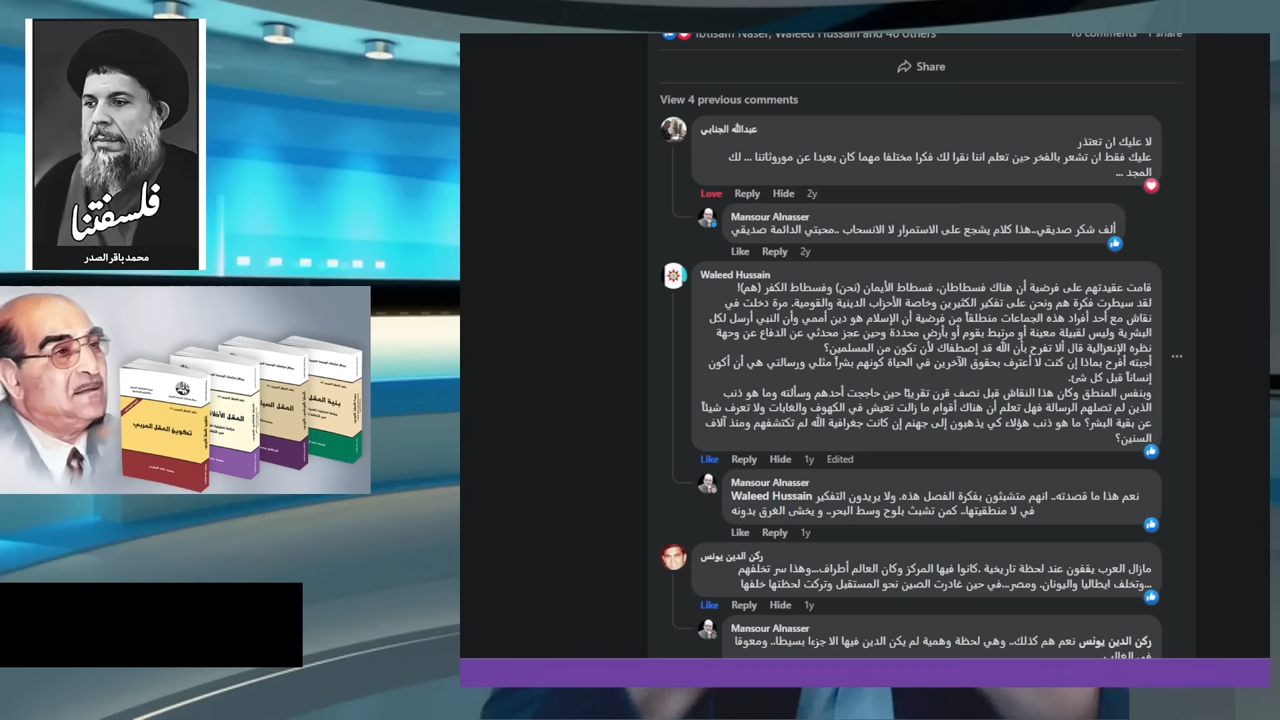 فلسفتنا
محمد باقر الصدر
تكوين العقل العربي
بنية العقل
Ibtisam Naser, Waleed Hussain and 48 others
10 comments 1 share
Share
View 4 previous comments
عبدالله الجنابي
لا عليك ان تعتذر
عليك فقط ان تشعر بالفخر حين تعلم اننا نقرا لك فكرا مختلفا مهما كان بعيدا عن موروثاتنا ... لك
المجد ...
Love Reply Hide 2y
Mansour Alnasser
ألف شكر صديقي..هذا كلام يشجع على الاستمرار لا الانسحاب ..محبتي الدائمة صديقي
Like Reply 2y
Waleed Hussain
قامت عقيدتهم على فرضية أن هناك فسطاطان، فسطاط الأيمان (نحن) وفسطاط الكفر (هم)!
لقد سيطرت فكرة هم ونحن على تفكير الكثيرين وخاصة الأحزاب الدينية والقومية. مرة دخلت في
نقاش مع أحد أفراد هذه الجماعات منطلقاً من فرضية أن الإسلام هو دين أممي وأن النبي أرسل لكل
البشرية وليس لقبيلة معينة أو مرتبط بقوم أو بأرض محددة وحين عجز محدثي عن الدفاع عن وجهة
نظره الإنعزالية قال ألا تفرح بأن الله قد إصطفاك لأن تكون من المسلمين؟
أجبته أفرح بماذا إن كنت لا أعترف بحقوق الآخرين في الحياة كونهم بشراً مثلي ورسالتي هي أن أكون
إنساناً قبل كل شئ.
وبنفس المنطق وكان هذا النقاش قبل نصف قرن تقريبًا حين حاججت أحدهم وسألته وما هو ذنب
الذين لم تصلهم الرسالة فهل تعلم أن هناك أقوام ما زالت تعيش في الكهوف والغابات ولا تعرف شيئاً
عن بقية البشر؟ ما هو ذنب هؤلاء كي يذهبون إلى جهنم إن كانت جغرافية الله لم تكتشفهم ومنذ آلاف
السنين؟
Like Reply Hide 1y Edited
Mansour Alnasser
Waleed Hussain نعم هذا ما قصدته.. انهم متشبثون بفكرة الفصل هذه. ولا يريدون التفكير
في لا منطقيتها.. كمن تشبث بلوح وسط البحر.. و يخشى الغرق بدونه
Like Reply 1y
ركن الدين يونس
مازال العرب يقفون عند لحظة تاريخية .كانوا فيها المركز وكان العالم أطراف...وهذا سر تخلفهم
...وتخلف ايطاليا واليونان. ومصر...في حين غادرت الصين نحو المستقبل وتركت لحظتها خلفها
Like Reply Hide 1y
Mansour Alnasser
ركن الدين يونس نعم هم كذلك.. وهي لحظة وهمية لم يكن الدين فيها الا جزءا بسيطا.. ومعوقا
في الغالب